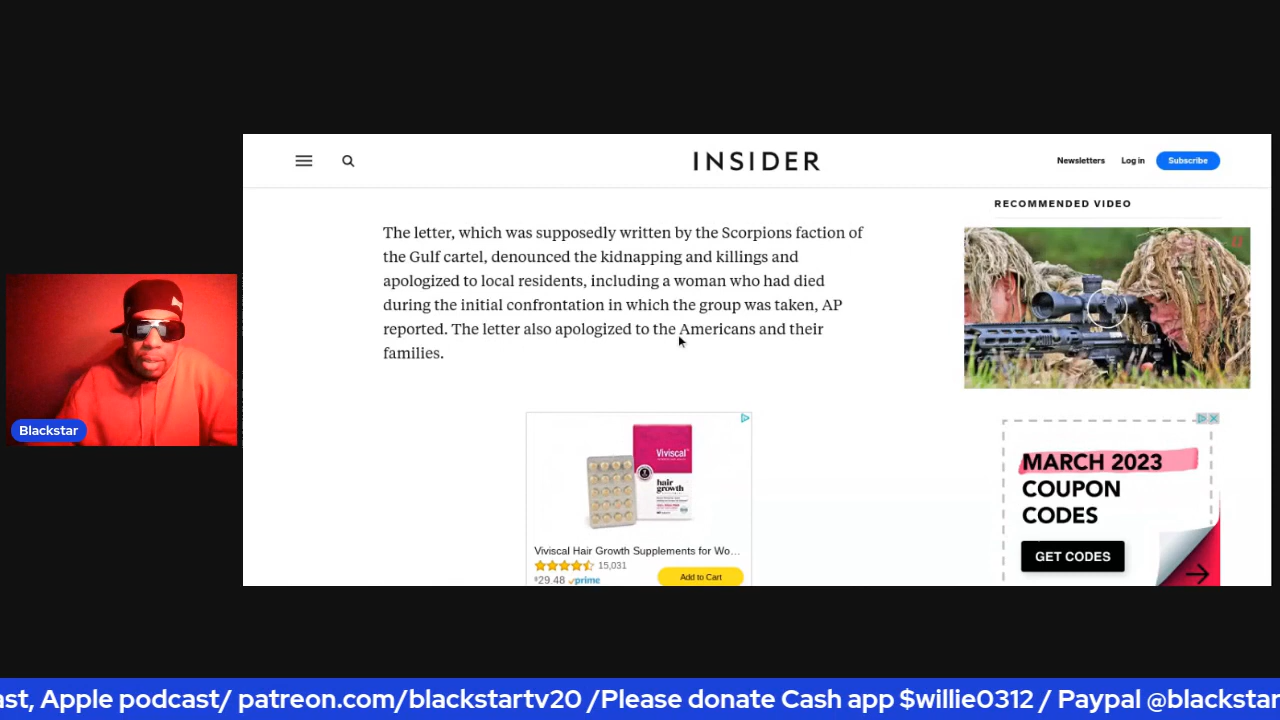 INSIDER
Newsletters
Log in
Subscribe
RECOMMENDED VIDEO
The letter, which was supposedly written by the Scorpions faction of
the Gulf cartel, denounced the kidnapping and killings and
apologized to local residents, including a woman who had died
during the initial confrontation in which the group was taken, AP
reported. The letter also apologized to the Americans and their
families.
Viviscal
hair
growth
Viviscal Hair Growth Supplements for Wo...
15,031
$29.48 prime
Add to Cart
MARCH 2023
COUPON
CODES
GET CODES
Blackstar
ast, Apple podcast/ patreon.com/blackstartv20 /Please donate Cash app $willie0312 / Paypal @blackstar